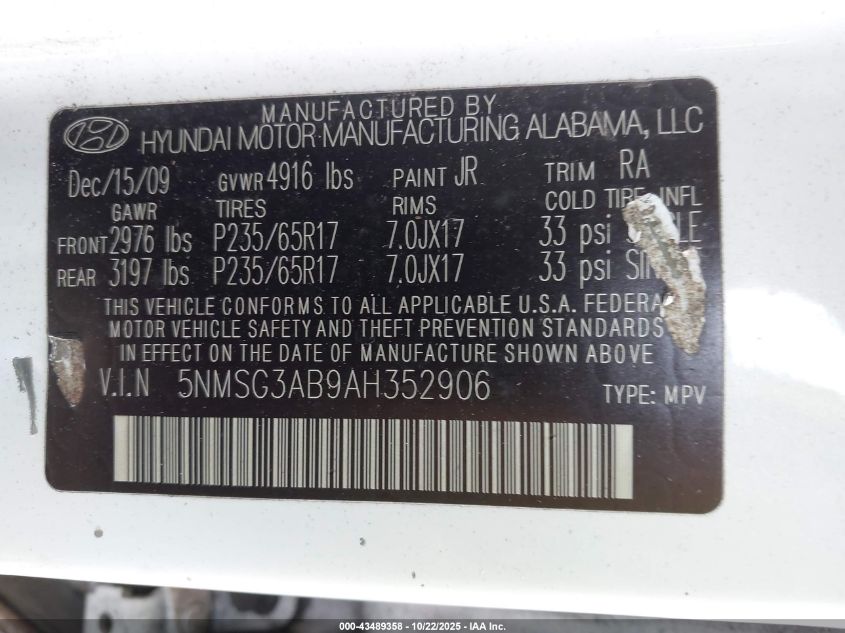 MANUFACTURED BY
HYUNDAI MOTOR MANUFACTURING ALABAMA, LLC
Dec/15/09 GVWR 4916 lbs PAINT JR TRIM RA
GAWR TIRES RIMS COLD TIRE INFL
FRONT 2976 lbs P235/65R17 7.0JX17 33 psi
REAR 3197 lbs P235/65R17 7.0JX17 33 psi
THIS VEHICLE CONFORMS TO ALL APPLICABLE U.S.A. FEDERA
MOTOR VEHICLE SAFETY AND THEFT PREVENTION STANDARDS
IN EFFECT ON THE DATE OF MANUFACTURE SHOWN ABOVE
V.I.N 5NMSG3AB9AH352906 TYPE: MPV
000-43489358 - 10/22/2025 - IAA Inc.